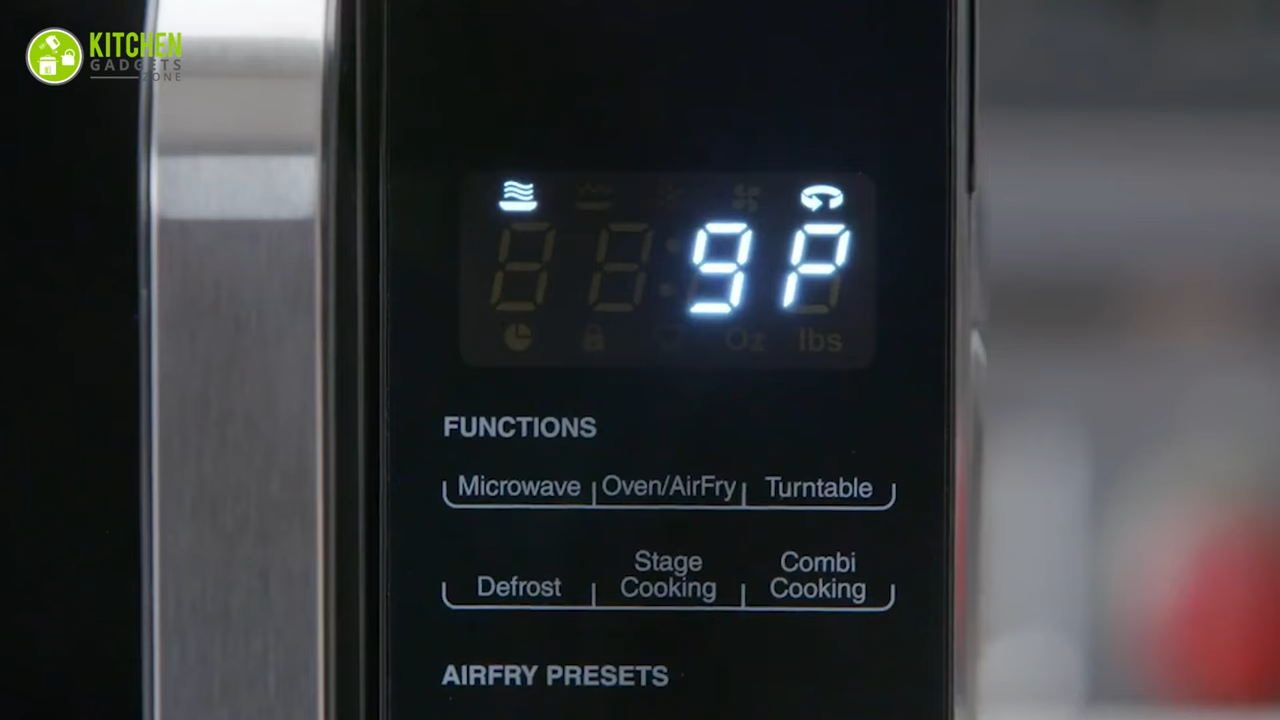 KITCHEN
GADGETS
ZONE
9P
Oz lbs
FUNCTIONS
Microwave Oven/AirFry Turntable
Defrost Stage Cooking Combi Cooking
AIRFRY PRESETS